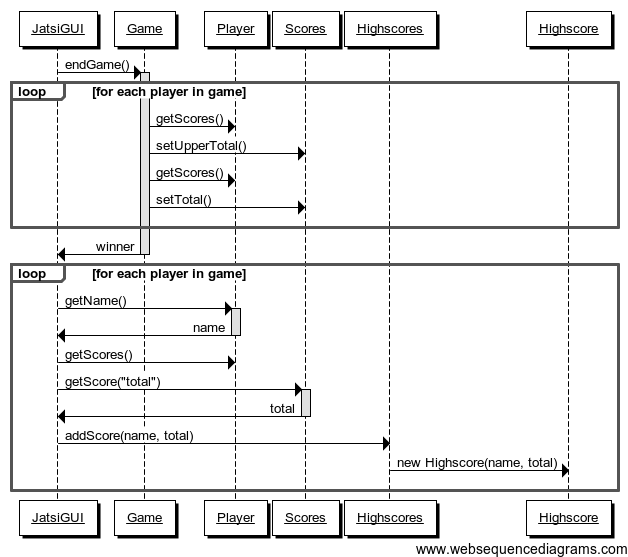 JatsiGUI Game Player Scores Highscores Highscore
endGame()
loop [for each player in game]
getScores()
setUpperTotal()
getScores()
setTotal()
winner
loop [for each player in game]
getName()
name
getScores()
getScore("total")
total
addScore(name, total)
new Highscore(name, total)
JatsiGUI Game Player Scores Highscores Highscore
www.websequencediagrams.com